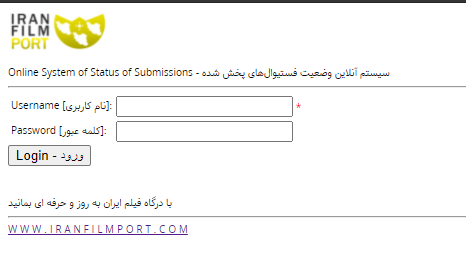 IRAN
FILM
PORT
Online System of Status of Submissions - سیستم آنلاین وضعیت فستیوال‌های پخش شده
Username [نام کاربری]: *
Password [کلمه عبور]:
Login - ورود
با درگاه فیلم ایران به روز و حرفه ای بمانید
WWW.IRANFILMPORT.COM